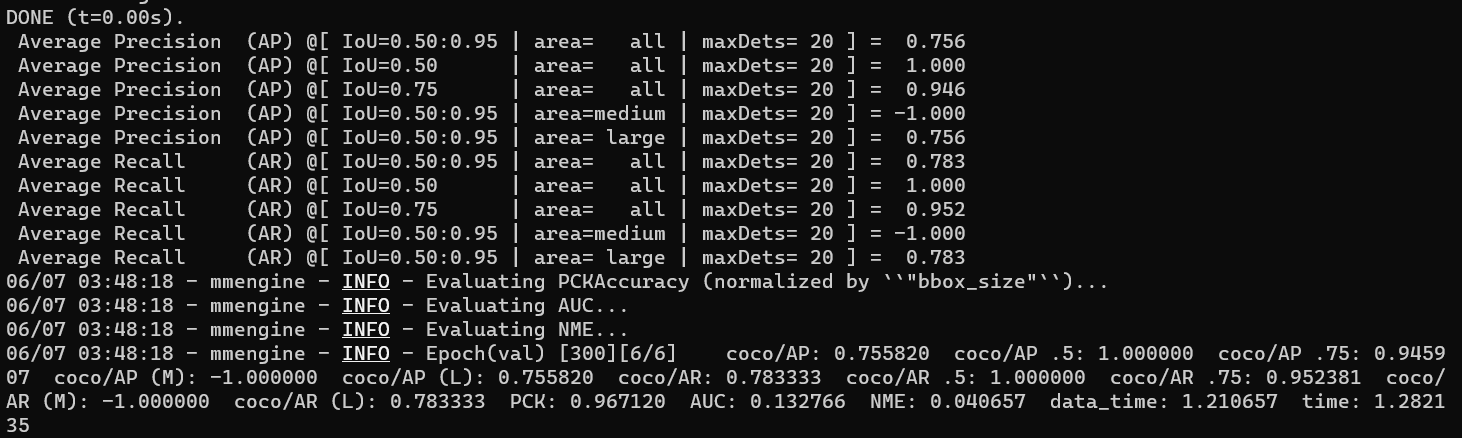 DONE (t=0.00s).
 Average Precision  (AP) @[ IoU=0.50:0.95 | area=   all | maxDets= 20 ] =  0.756
 Average Precision  (AP) @[ IoU=0.50      | area=   all | maxDets= 20 ] =  1.000
 Average Precision  (AP) @[ IoU=0.75      | area=   all | maxDets= 20 ] =  0.946
 Average Precision  (AP) @[ IoU=0.50:0.95 | area=medium | maxDets= 20 ] = -1.000
 Average Precision  (AP) @[ IoU=0.50:0.95 | area= large | maxDets= 20 ] =  0.756
 Average Recall     (AR) @[ IoU=0.50:0.95 | area=   all | maxDets= 20 ] =  0.783
 Average Recall     (AR) @[ IoU=0.50      | area=   all | maxDets= 20 ] =  1.000
 Average Recall     (AR) @[ IoU=0.75      | area=   all | maxDets= 20 ] =  0.952
 Average Recall     (AR) @[ IoU=0.50:0.95 | area=medium | maxDets= 20 ] = -1.000
 Average Recall     (AR) @[ IoU=0.50:0.95 | area= large | maxDets= 20 ] =  0.783
06/07 03:48:18 - mmengine - INFO - Evaluating PCKAccuracy (normalized by ``"bbox_size"``)...
06/07 03:48:18 - mmengine - INFO - Evaluating AUC...
06/07 03:48:18 - mmengine - INFO - Evaluating NME...
06/07 03:48:18 - mmengine - INFO - Epoch(val) [300][6/6]    coco/AP: 0.755820  coco/AP .5: 1.000000  coco/AP .75: 0.9459
07  coco/AP (M): -1.000000  coco/AP (L): 0.755820  coco/AR: 0.783333  coco/AR .5: 1.000000  coco/AR .75: 0.952381  coco/
AR (M): -1.000000  coco/AR (L): 0.783333  PCK: 0.967120  AUC: 0.132766  NME: 0.040657  data_time: 1.210657  time: 1.2821
35